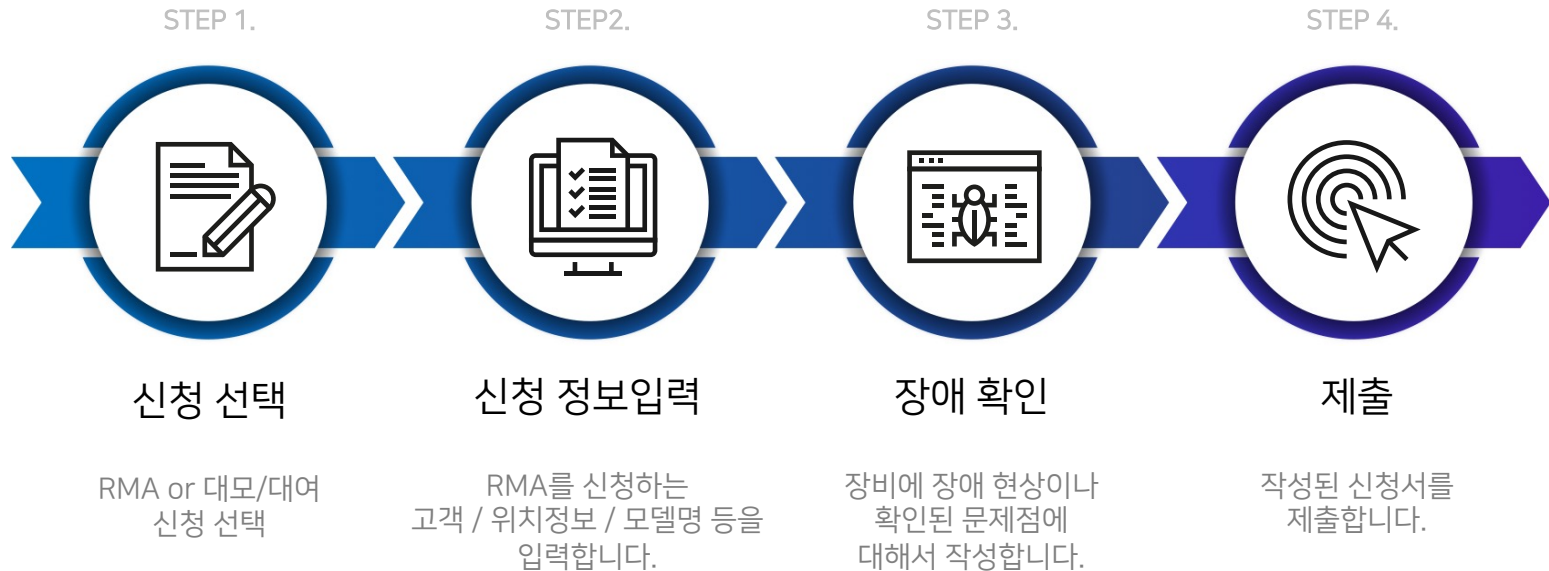 STEP 1.
STEP2.
STEP 3.
STEP 4.
신청 선택
신청 정보입력
장애 확인
제출
RMA or 대모/대여
신청 선택
RMA를 신청하는
고객 / 위치정보 / 모델명 등을
입력합니다.
장비에 장애 현상이나
확인된 문제점에
대해서 작성합니다.
작성된 신청서를
제출합니다.